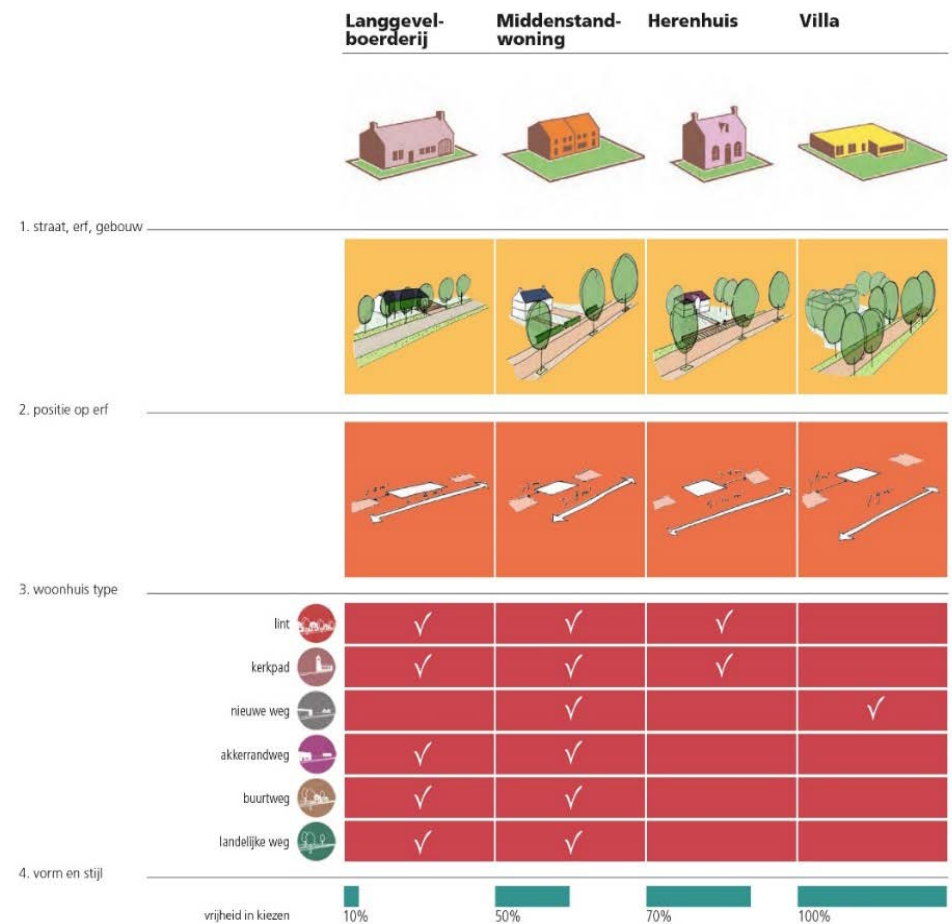 Langgevel-
boerderij
Middenstand-
woning
Herenhuis
Villa
1. straat, erf, gebouw
2. positie op erf
3. woonhuis type
lint √ √ √
kerkpad √ √ √
nieuwe weg √ √
akkerrandweg √ √
buurtweg √ √
landelijke weg √ √
4. vorm en stijl
vrijheid in kiezen 10% 50% 70% 100%